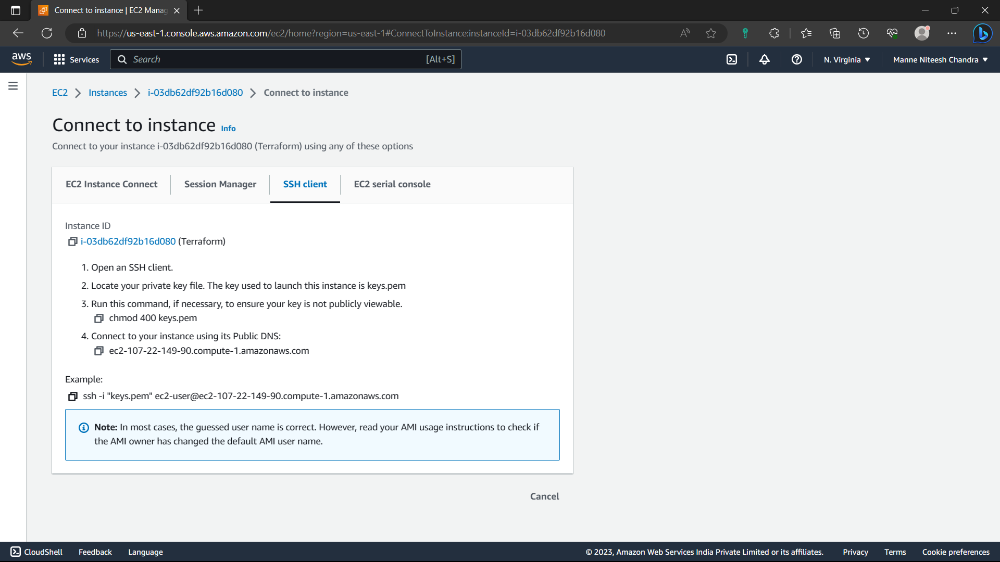 Connect to instance | EC2 Manag
https://us-east-1.console.aws.amazon.com/ec2/home?region=us-east-1#ConnectToInstance:instanceId=i-03db62df92b16d080
aws
Services
Search
[Alt+S]
N. Virginia
Manne Niteesh Chandra
EC2
Instances
i-03db62df92b16d080
Connect to instance
Connect to instance Info
Connect to your instance i-03db62df92b16d080 (Terraform) using any of these options
EC2 Instance Connect
Session Manager
SSH client
EC2 serial console
Instance ID
i-03db62df92b16d080 (Terraform)
1. Open an SSH client.
2. Locate your private key file. The key used to launch this instance is keys.pem
3. Run this command, if necessary, to ensure your key is not publicly viewable.
chmod 400 keys.pem
4. Connect to your instance using its Public DNS:
ec2-107-22-149-90.compute-1.amazonaws.com
Example:
ssh -i "keys.pem" ec2-user@ec2-107-22-149-90.compute-1.amazonaws.com
Note: In most cases, the guessed user name is correct. However, read your AMI usage instructions to check if
the AMI owner has changed the default AMI user name.
Cancel
CloudShell
Feedback
Language
© 2023, Amazon Web Services India Private Limited or its affiliates.
Privacy
Terms
Cookie preferences